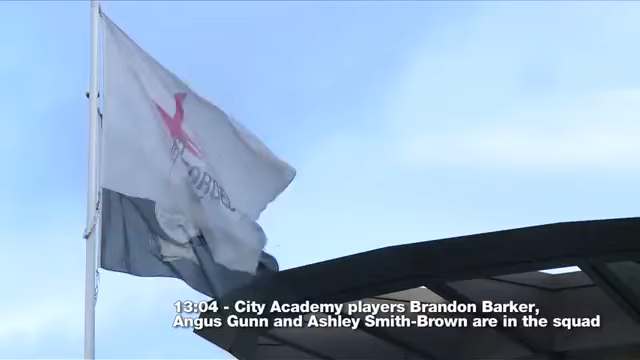 13:04 - City Academy players Brandon Barker,
Angus Gunn and Ashley Smith-Brown are in the squad